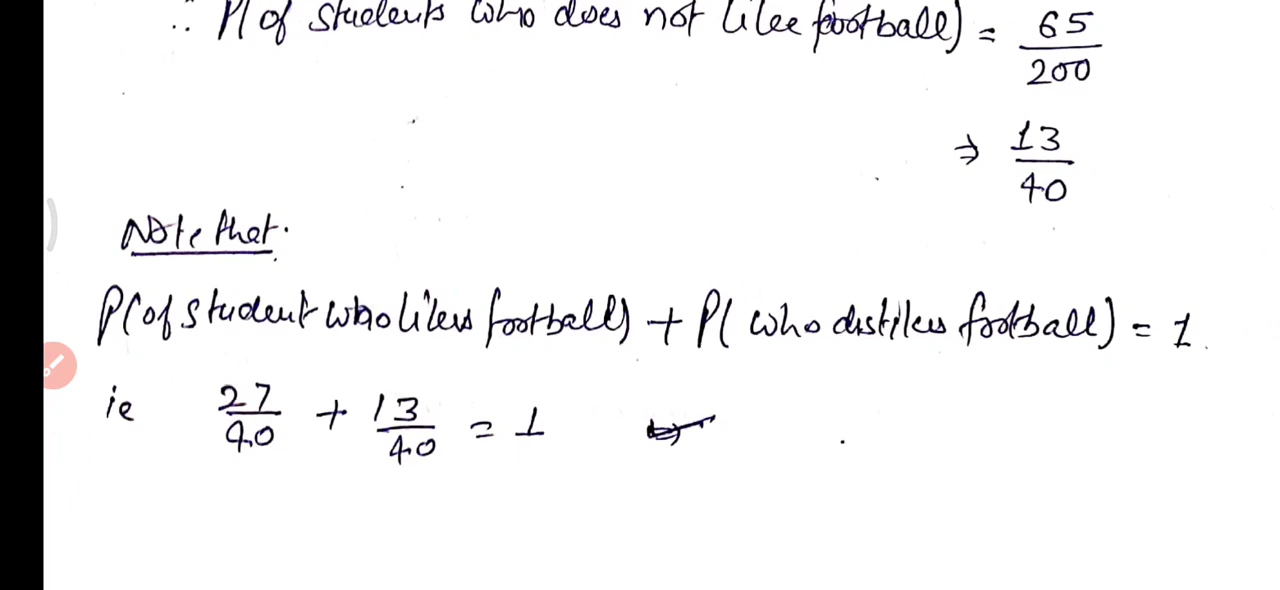 ∴ P(of students who does not like football) = 65/200
⇒ 13/40
Note that.
P(of student who likes football) + P(who dislikes football) = 1.
ie 27/40 + 13/40 = 1